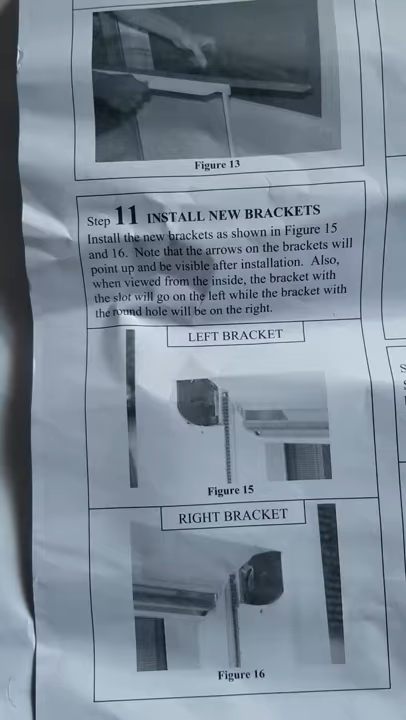 Figure 13
Step 11 INSTALL NEW BRACKETS
Install the new brackets as shown in Figure 15
and 16. Note that the arrows on the brackets will
point up and be visible after installation. Also,
when viewed from the inside, the bracket with
the slot will go on the left while the bracket with
the round hole will be on the right.
LEFT BRACKET
Figure 15
RIGHT BRACKET
Figure 16